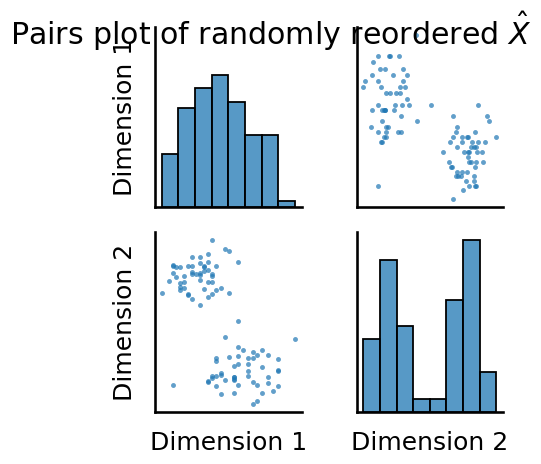 Pairs plot of randomly reordered X̂
Dimension 1
Dimension 2
Dimension 1
Dimension 2